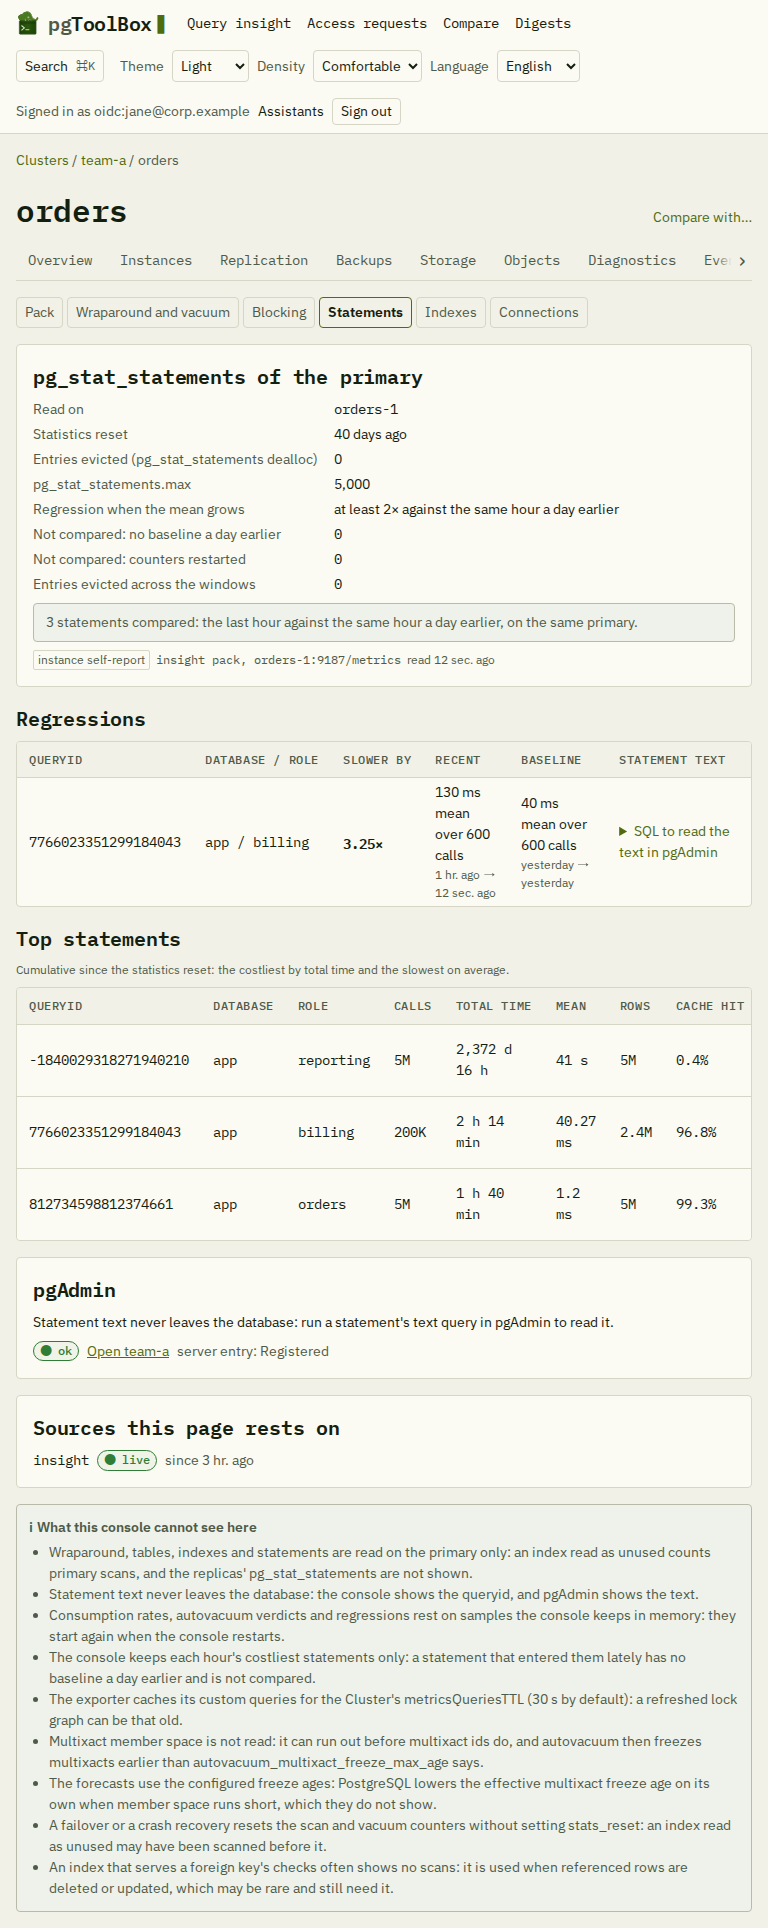 pgToolBox
Query insight Access requests Compare Digests
Search ⌘K Theme Light Density Comfortable Language English
Signed in as oidc:jane@corp.example Assistants Sign out
Clusters / team-a / orders
orders
Compare with…
Overview Instances Replication Backups Storage Objects Diagnostics Eve ›
Pack Wraparound and vacuum Blocking Statements Indexes Connections
pg_stat_statements of the primary
Read on orders-1
Statistics reset 40 days ago
Entries evicted (pg_stat_statements dealloc) 0
pg_stat_statements.max 5,000
Regression when the mean grows at least 2× against the same hour a day earlier
Not compared: no baseline a day earlier 0
Not compared: counters restarted 0
Entries evicted across the windows 0
3 statements compared: the last hour against the same hour a day earlier, on the same primary.
instance self-report insight pack, orders-1:9187/metrics read 12 sec. ago
Regressions
QUERYID DATABASE / ROLE SLOWER BY RECENT BASELINE STATEMENT TEXT
7766023351299184043 app / billing 3.25×
130 ms
mean
over 600
calls
1 hr. ago →
12 sec. ago
40 ms
mean over
600 calls
yesterday →
yesterday
▶ SQL to read the
text in pgAdmin
Top statements
Cumulative since the statistics reset: the costliest by total time and the slowest on average.
QUERYID DATABASE ROLE CALLS TOTAL TIME MEAN ROWS CACHE HIT
-1840029318271940210 app reporting 5M 2,372 d 16 h 41 s 5M 0.4%
7766023351299184043 app billing 200K 2 h 14 min 40.27 ms 2.4M 96.8%
812734598812374661 app orders 5M 1 h 40 min 1.2 ms 5M 99.3%
pgAdmin
Statement text never leaves the database: run a statement's text query in pgAdmin to read it.
ok Open team-a server entry: Registered
Sources this page rests on
insight live since 3 hr. ago
i What this console cannot see here
• Wraparound, tables, indexes and statements are read on the primary only: an index read as unused counts
primary scans, and the replicas' pg_stat_statements are not shown.
• Statement text never leaves the database: the console shows the queryid, and pgAdmin shows the text.
• Consumption rates, autovacuum verdicts and regressions rest on samples the console keeps in memory: they
start again when the console restarts.
• The console keeps each hour's costliest statements only: a statement that entered them lately has no
baseline a day earlier and is not compared.
• The exporter caches its custom queries for the Cluster's metricsQueriesTTL (30 s by default): a refreshed lock
graph can be that old.
• Multixact member space is not read: it can run out before multixact ids do, and autovacuum then freezes
multixacts earlier than autovacuum_multixact_freeze_max_age says.
• The forecasts use the configured freeze ages: PostgreSQL lowers the effective multixact freeze age on its
own when member space runs short, which they do not show.
• A failover or a crash recovery resets the scan and vacuum counters without setting stats_reset: an index read
as unused may have been scanned before it.
• An index that serves a foreign key's checks often shows no scans: it is used when referenced rows are
deleted or updated, which may be rare and still need it.